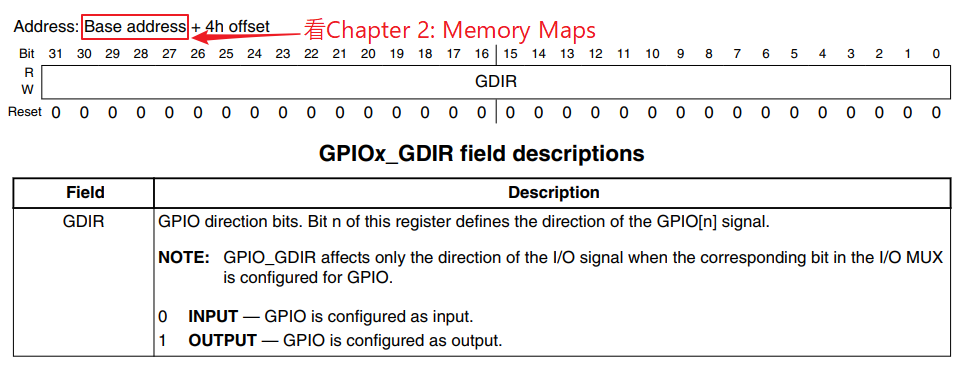 Address: Base address + 4h offset 看Chapter 2: Memory Maps
Bit 31 30 29 28 27 26 25 24 23 22 21 20 19 18 17 16 15 14 13 12 11 10 9 8 7 6 5 4 3 2 1 0
R
GDIR
W
Reset 0 0 0 0 0 0 0 0 0 0 0 0 0 0 0 0 0 0 0 0 0 0 0 0 0 0 0 0 0 0 0 0
GPIOx_GDIR field descriptions
Field Description
GDIR GPIO direction bits. Bit n of this register defines the direction of the GPIO[n] signal.
NOTE: GPIO_GDIR affects only the direction of the I/O signal when the corresponding bit in the I/O MUX
is configured for GPIO.
0 INPUT — GPIO is configured as input.
1 OUTPUT — GPIO is configured as output.